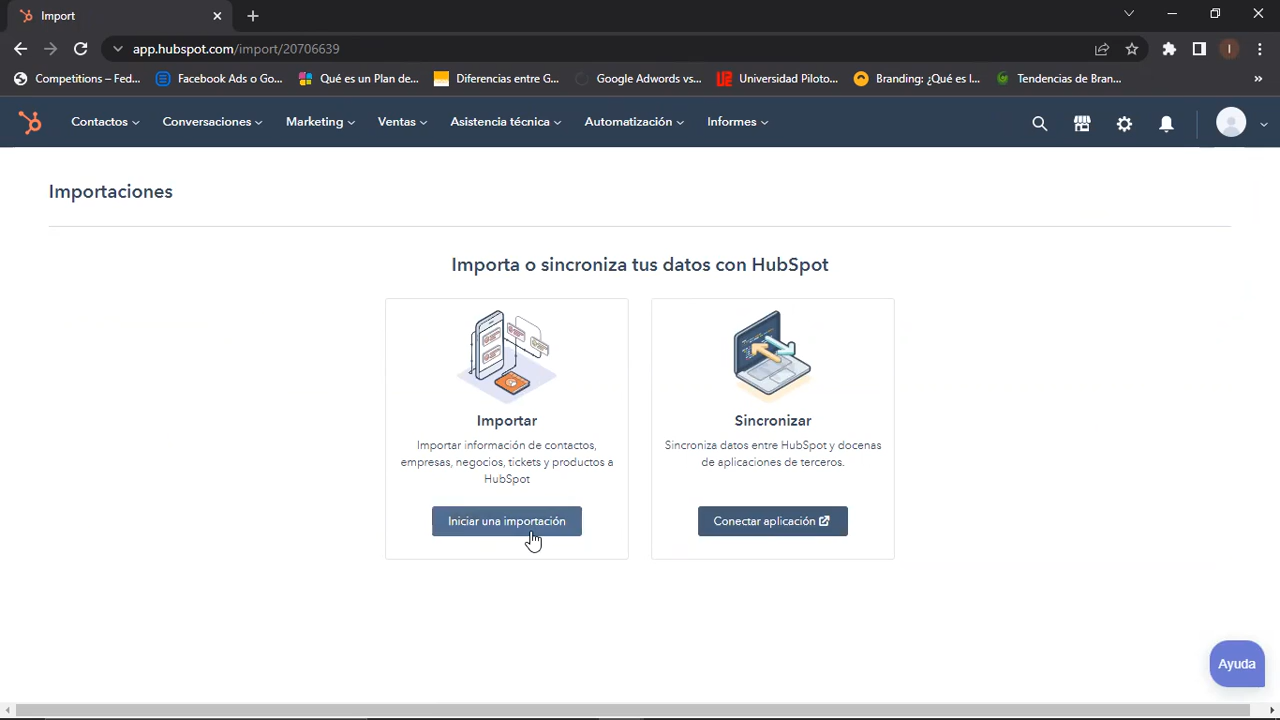 Import
app.hubspot.com/import/20706639
Competitions – Fed...
Facebook Ads o Goo...
Qué es un Plan de...
Diferencias entre G...
Google Adwords vs...
Universidad Piloto...
Branding: ¿Qué es l...
Tendencias de Bran...
»
I
Contactos
Conversaciones
Marketing
Ventas
Asistencia técnica
Automatización
Informes
Importaciones
Importa o sincroniza tus datos con HubSpot
Importar
Importar información de contactos,
empresas, negocios, tickets y productos a
HubSpot
Iniciar una importación
Sincronizar
Sincroniza datos entre HubSpot y docenas
de aplicaciones de terceros.
Conectar aplicación
Ayuda